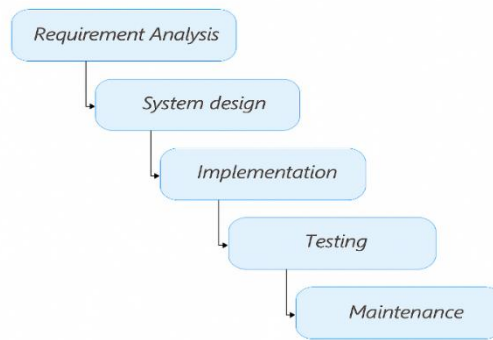 Requirement Analysis
System design
Implementation
Testing
Maintenance